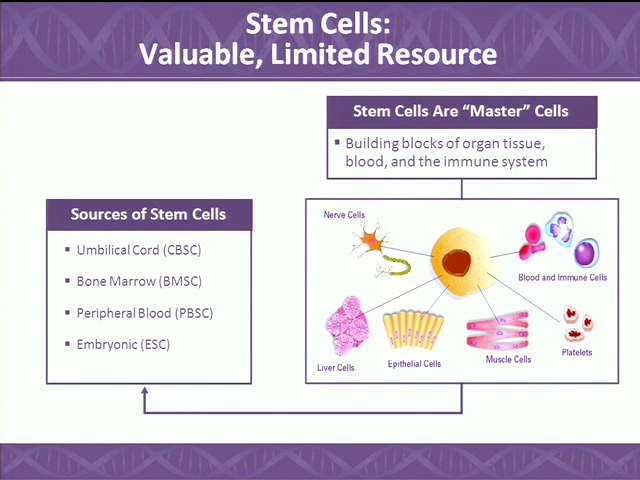 Stem Cells:
Valuable, Limited Resource
Stem Cells Are “Master” Cells
▪ Building blocks of organ tissue,
blood, and the immune system
Sources of Stem Cells
▪ Umbilical Cord (CBSC)
▪ Bone Marrow (BMSC)
▪ Peripheral Blood (PBSC)
▪ Embryonic (ESC)
Nerve Cells
Blood and Immune Cells
Liver Cells
Epithelial Cells
Muscle Cells
Platelets